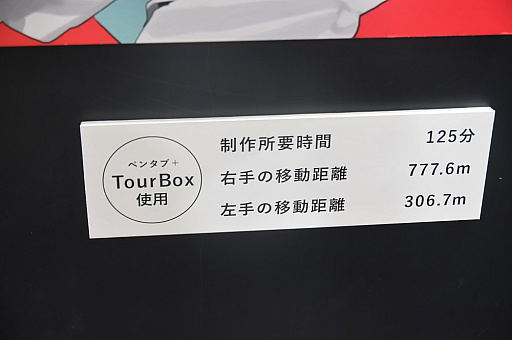 ペンタブ+
TourBox
使用
制作所要時間 125分
右手の移動距離 777.6m
左手の移動距離 306.7m